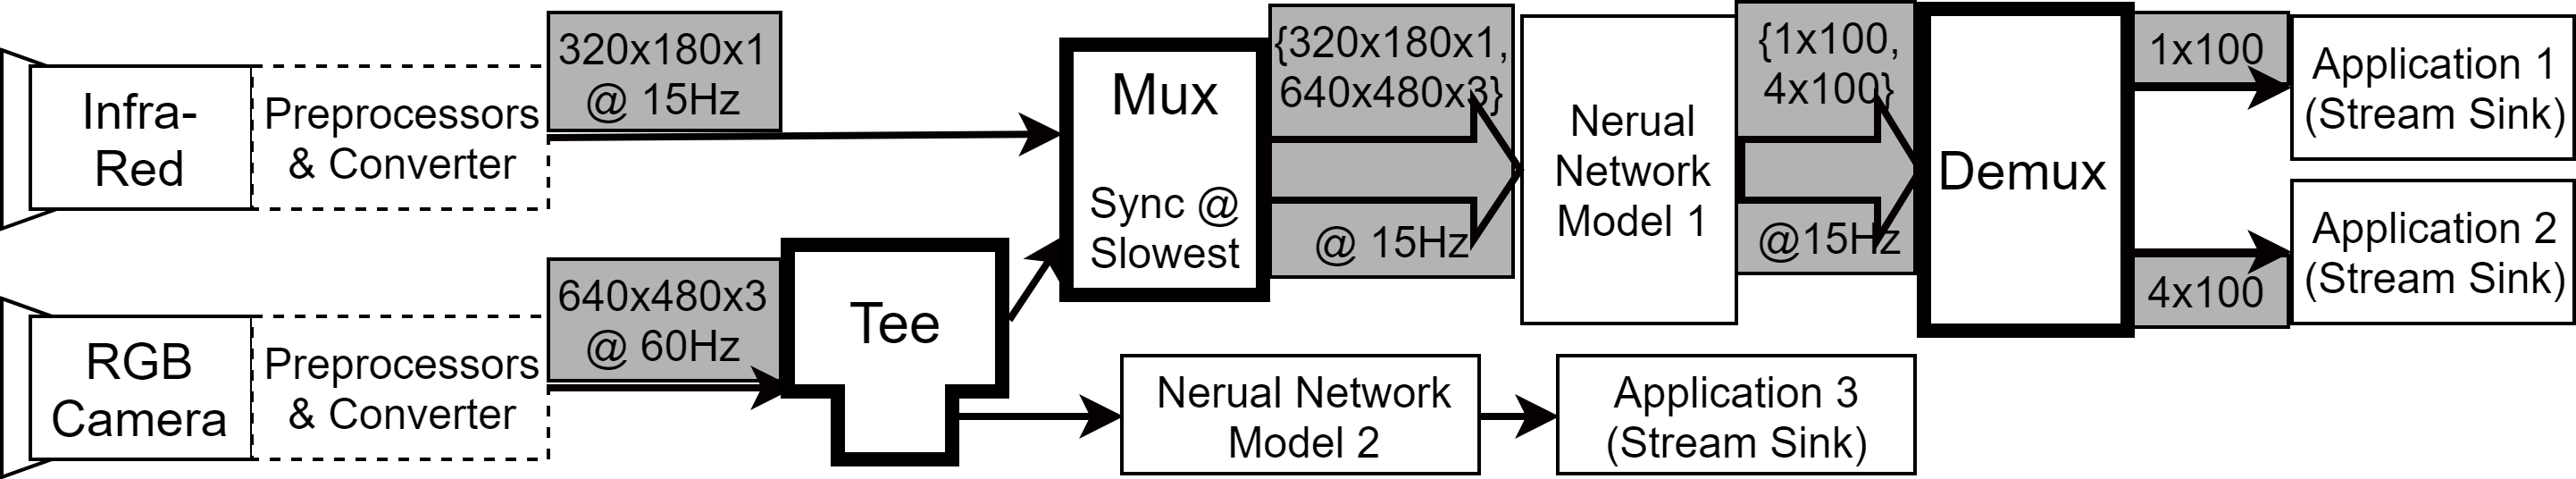 Infra-
Red
Preprocessors
& Converter
320x180x1
@ 15Hz
RGB
Camera
Preprocessors
& Converter
640x480x3
@ 60Hz
Tee
Mux
Sync @
Slowest
{320x180x1,
640x480x3}
@ 15Hz
Nerual
Network
Model 1
{1x100,
4x100}
@15Hz
Demux
1x100
Application 1
(Stream Sink)
4x100
Application 2
(Stream Sink)
Nerual Network
Model 2
Application 3
(Stream Sink)